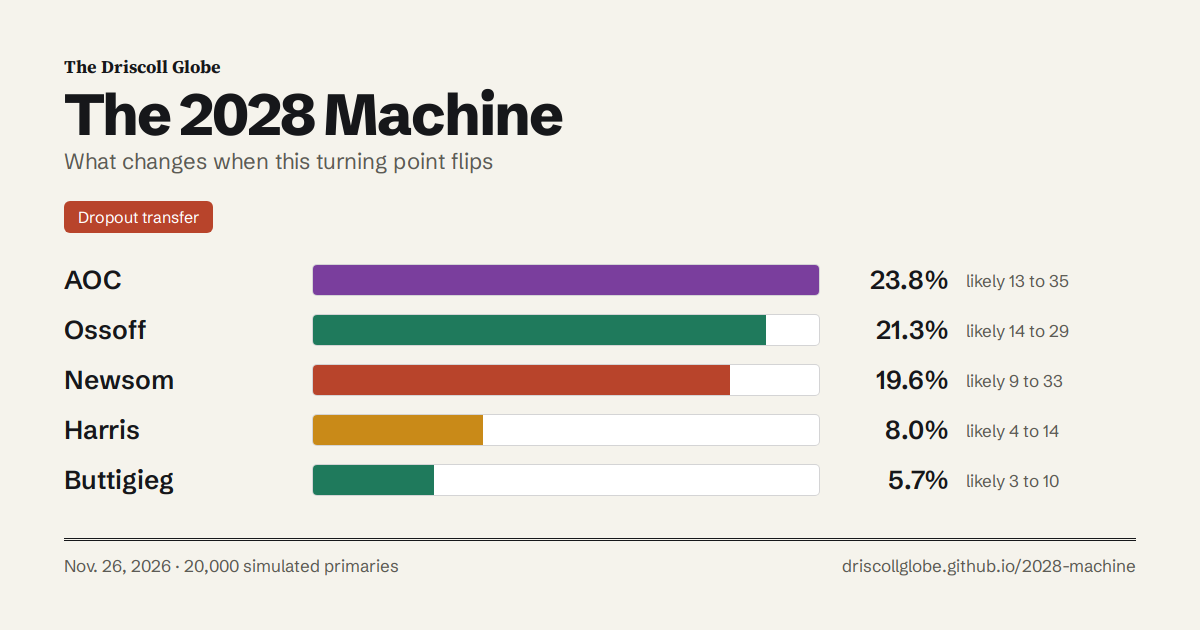 The Driscoll Globe
The 2028 Machine
What changes when this turning point flips
Dropout transfer
AOC 23.8% likely 13 to 35
Ossoff 21.3% likely 14 to 29
Newsom 19.6% likely 9 to 33
Harris 8.0% likely 4 to 14
Buttigieg 5.7% likely 3 to 10
Nov. 26, 2026 · 20,000 simulated primaries driscollglobe.github.io/2028-machine